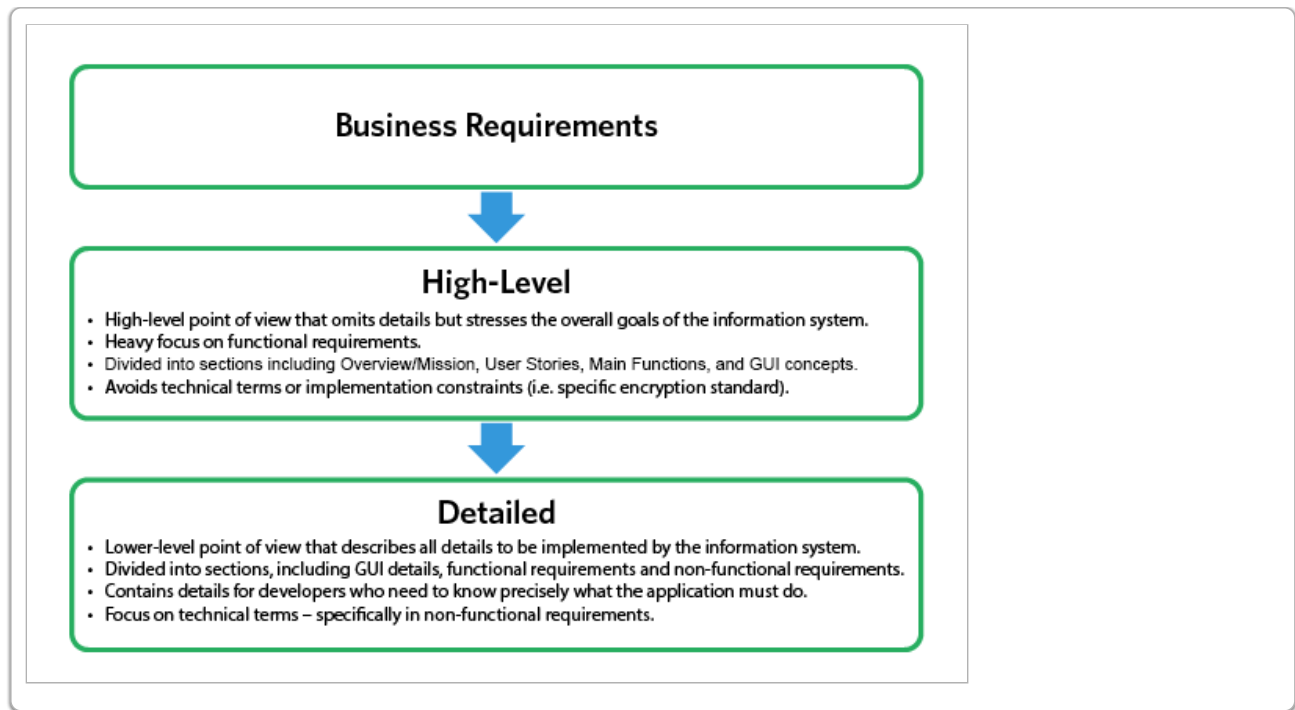 Business Requirements
High-Level
• High-level point of view that omits details but stresses the overall goals of the information system.
• Heavy focus on functional requirements.
• Divided into sections including Overview/Mission, User Stories, Main Functions, and GUI concepts.
• Avoids technical terms or implementation constraints (i.e. specific encryption standard).
Detailed
• Lower-level point of view that describes all details to be implemented by the information system.
• Divided into sections, including GUI details, functional requirements and non-functional requirements.
• Contains details for developers who need to know precisely what the application must do.
• Focus on technical terms – specifically in non-functional requirements.